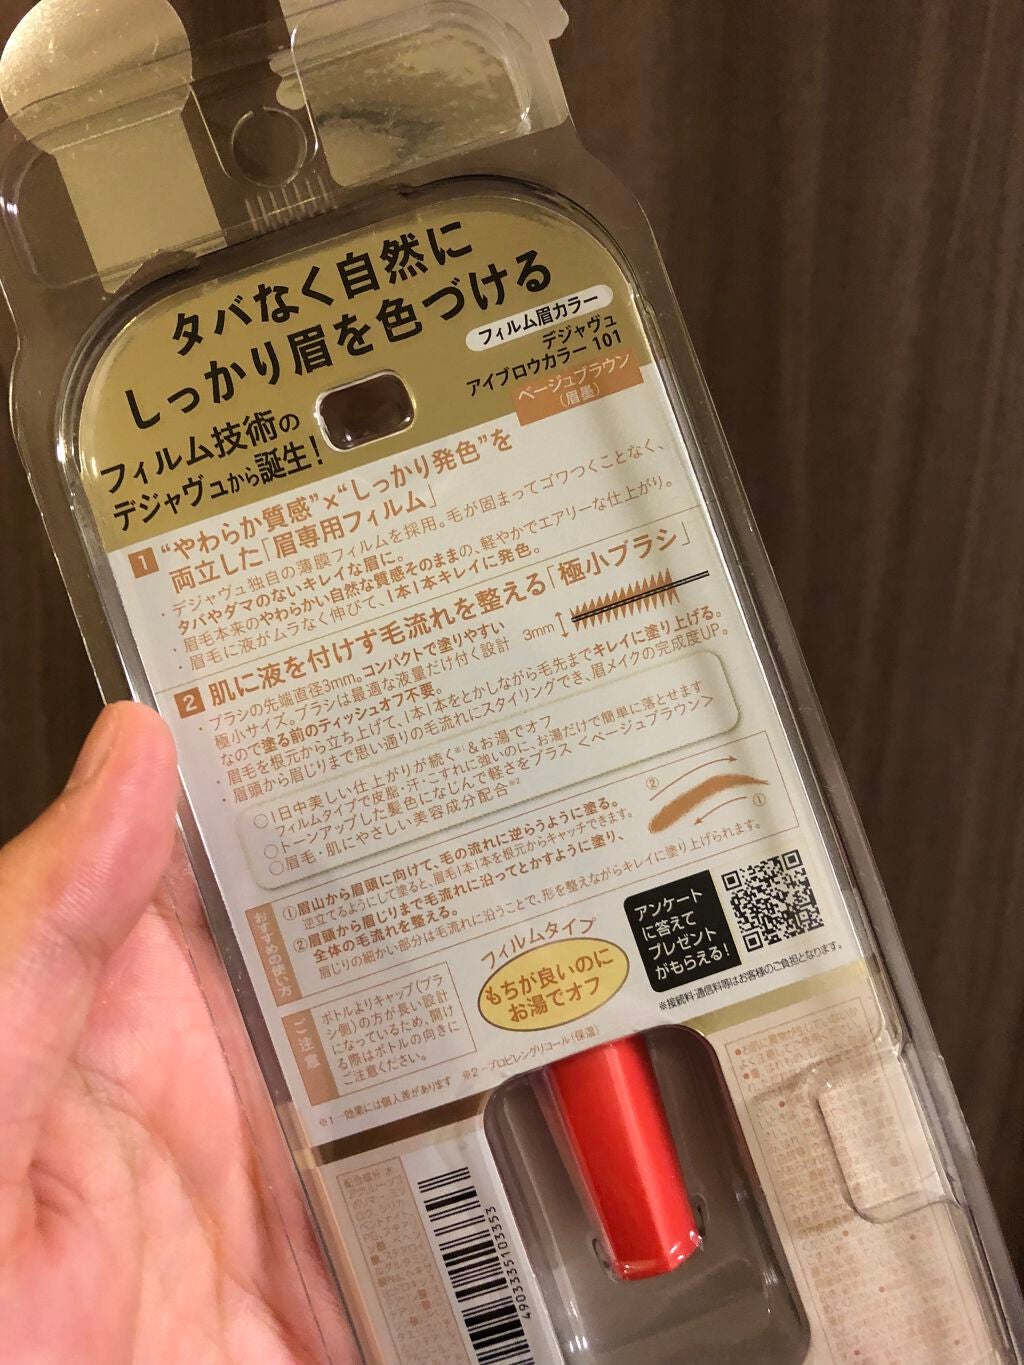 タバなく自然に
しっかり眉を色づける
フィルム技術の
デジャヴュから誕生!
フィルム眉カラー
デジャヴュ
アイブロウカラー 101
ベージュブラウン
(眉墨)
1 “やわらか質感”×“しっかり発色”を
両立した「眉専用フィルム」
・デジャヴュ独自の薄膜フィルムを採用。毛が固まってゴワつくことなく、
タバやダマのないキレイな眉に。
・眉毛本来のやわらかい自然な質感そのままの、軽やかでエアリーな仕上がり。
・眉毛に液がムラなく伸びて、1本1本キレイに発色。
2 肌に液を付けず毛流れを整える「極小ブラシ」
・ブラシの先端直径3mm。コンパクトで塗りやすい
極小サイズ。ブラシは最適な液量だけ付く設計
なので塗る前のティッシュオフ不要。
3mm
・眉毛を根元から立ち上げて、1本1本をとかしながら毛先までキレイに塗り上げる。
・眉頭から眉じりまで思い通りの毛流れにスタイリングでき、眉メイクの完成度UP。
○1日中美しい仕上がりが続く※1&お湯でオフ
フィルムタイプで皮脂・汗・こすれに強いのに、お湯だけで簡単に落とせます
○トーンアップした髪色になじんで軽さをプラス <ベージュブラウン>
○眉毛・肌にやさしい美容成分配合※2
おすすめの使い方
①眉山から眉頭に向けて、毛の流れに逆らうように塗る。
逆立てるようにして塗ると、眉毛1本1本を根元からキャッチできます。
②眉頭から眉じりまで毛流れに沿ってとかすように塗り、
全体の毛流れを整える。
眉じりの細かい部分は毛流れに沿うことで、形を整えながらキレイに塗り上げられます。
②
①
ご注意
ボトルよりキャップ(ブラ
シ側)の方が長い設計
になっているため、開け
る際はボトルの向きに
ご注意ください。
フィルムタイプ
もちが良いのに
お湯でオフ
アンケート
に答えて
プレゼント
がもらえる!
※接続料・通信料等はお客様のご負担となります。
※1…効果には個人差があります ※2…プロピレングリコール(保湿)
配合成分:水、
4903335103353